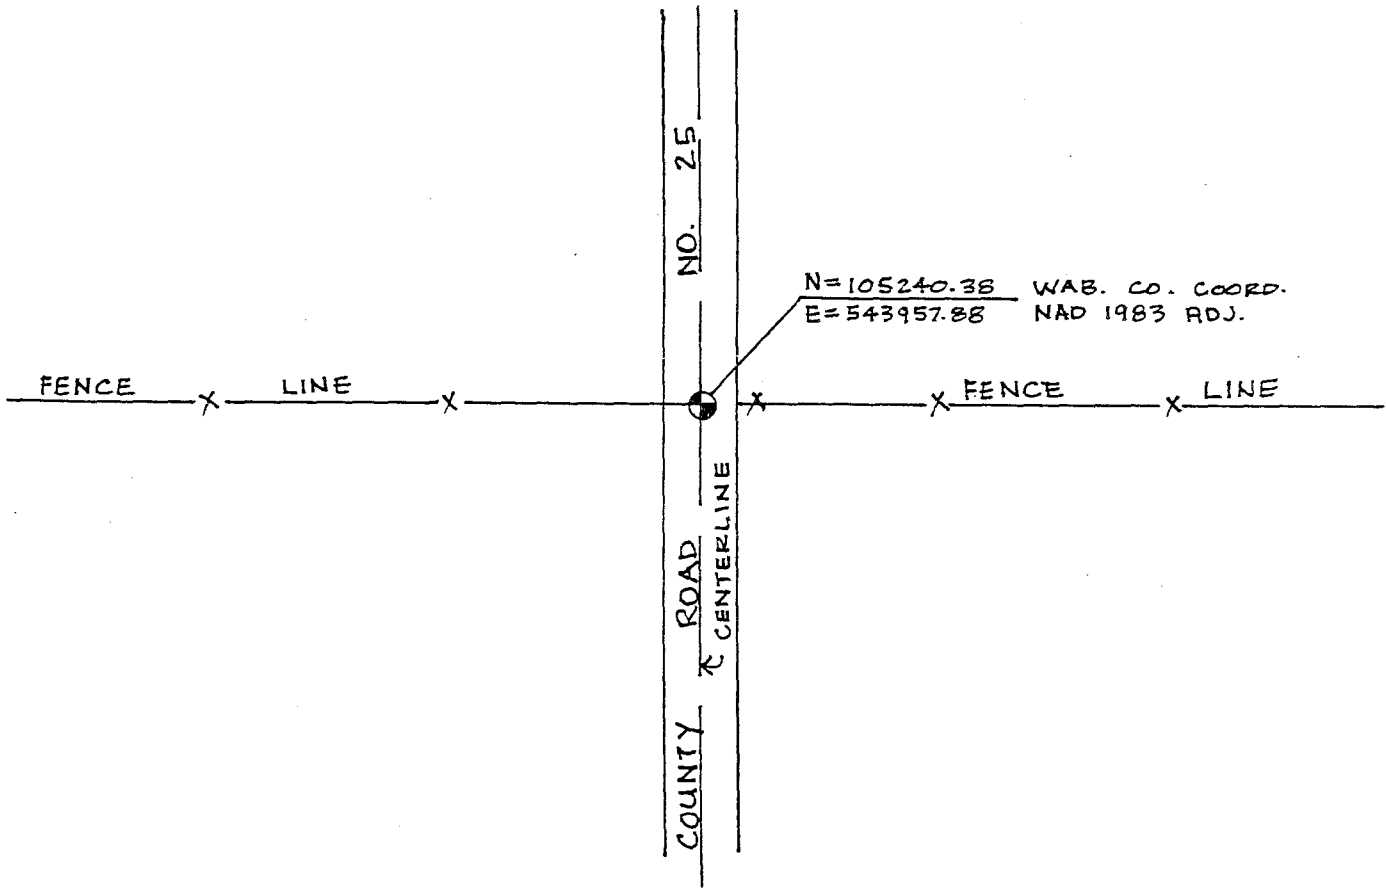 COUNTY ROAD NO. 25
N=105240.38 WAB. CO. COORD.
E=543957.88 NAD 1983 ADJ.
FENCE LINE
FENCE LINE
CENTERLINE